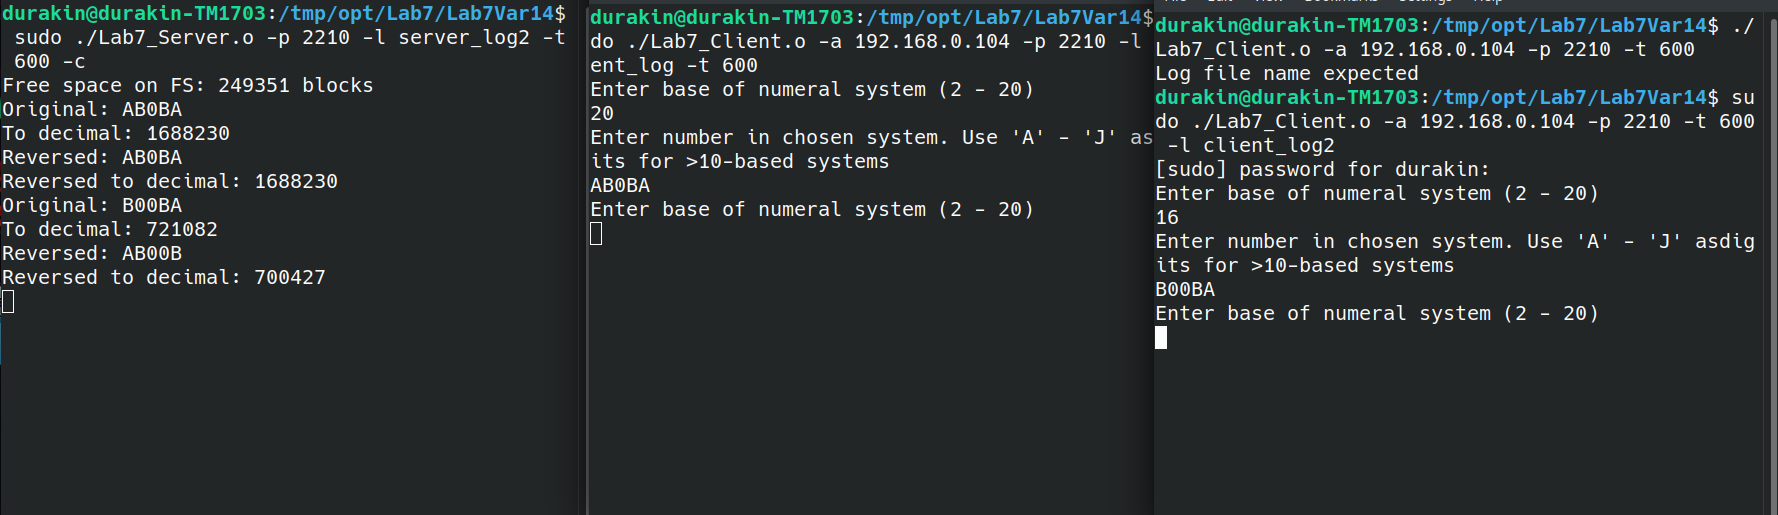 durakin@durakin-TM1703:/tmp/opt/Lab7/Lab7Var14$
sudo ./Lab7_Server.o -p 2210 -l server_log2 -t
600 -c
Free space on FS: 249351 blocks
Original: AB0BA
To decimal: 1688230
Reversed: AB0BA
Reversed to decimal: 1688230
Original: B00BA
To decimal: 721082
Reversed: AB00B
Reversed to decimal: 700427
durakin@durakin-TM1703:/tmp/opt/Lab7/Lab7Var14$
do ./Lab7_Client.o -a 192.168.0.104 -p 2210 -l
ent_log -t 600
Enter base of numeral system (2 - 20)
20
Enter number in chosen system. Use 'A' - 'J' as
its for >10-based systems
AB0BA
Enter base of numeral system (2 - 20)
durakin@durakin-TM1703:/tmp/opt/Lab7/Lab7Var14$ ./
Lab7_Client.o -a 192.168.0.104 -p 2210 -t 600
Log file name expected
durakin@durakin-TM1703:/tmp/opt/Lab7/Lab7Var14$ su
do ./Lab7_Client.o -a 192.168.0.104 -p 2210 -t 600
-l client_log2
[sudo] password for durakin:
Enter base of numeral system (2 - 20)
16
Enter number in chosen system. Use 'A' - 'J' asdig
its for >10-based systems
B00BA
Enter base of numeral system (2 - 20)